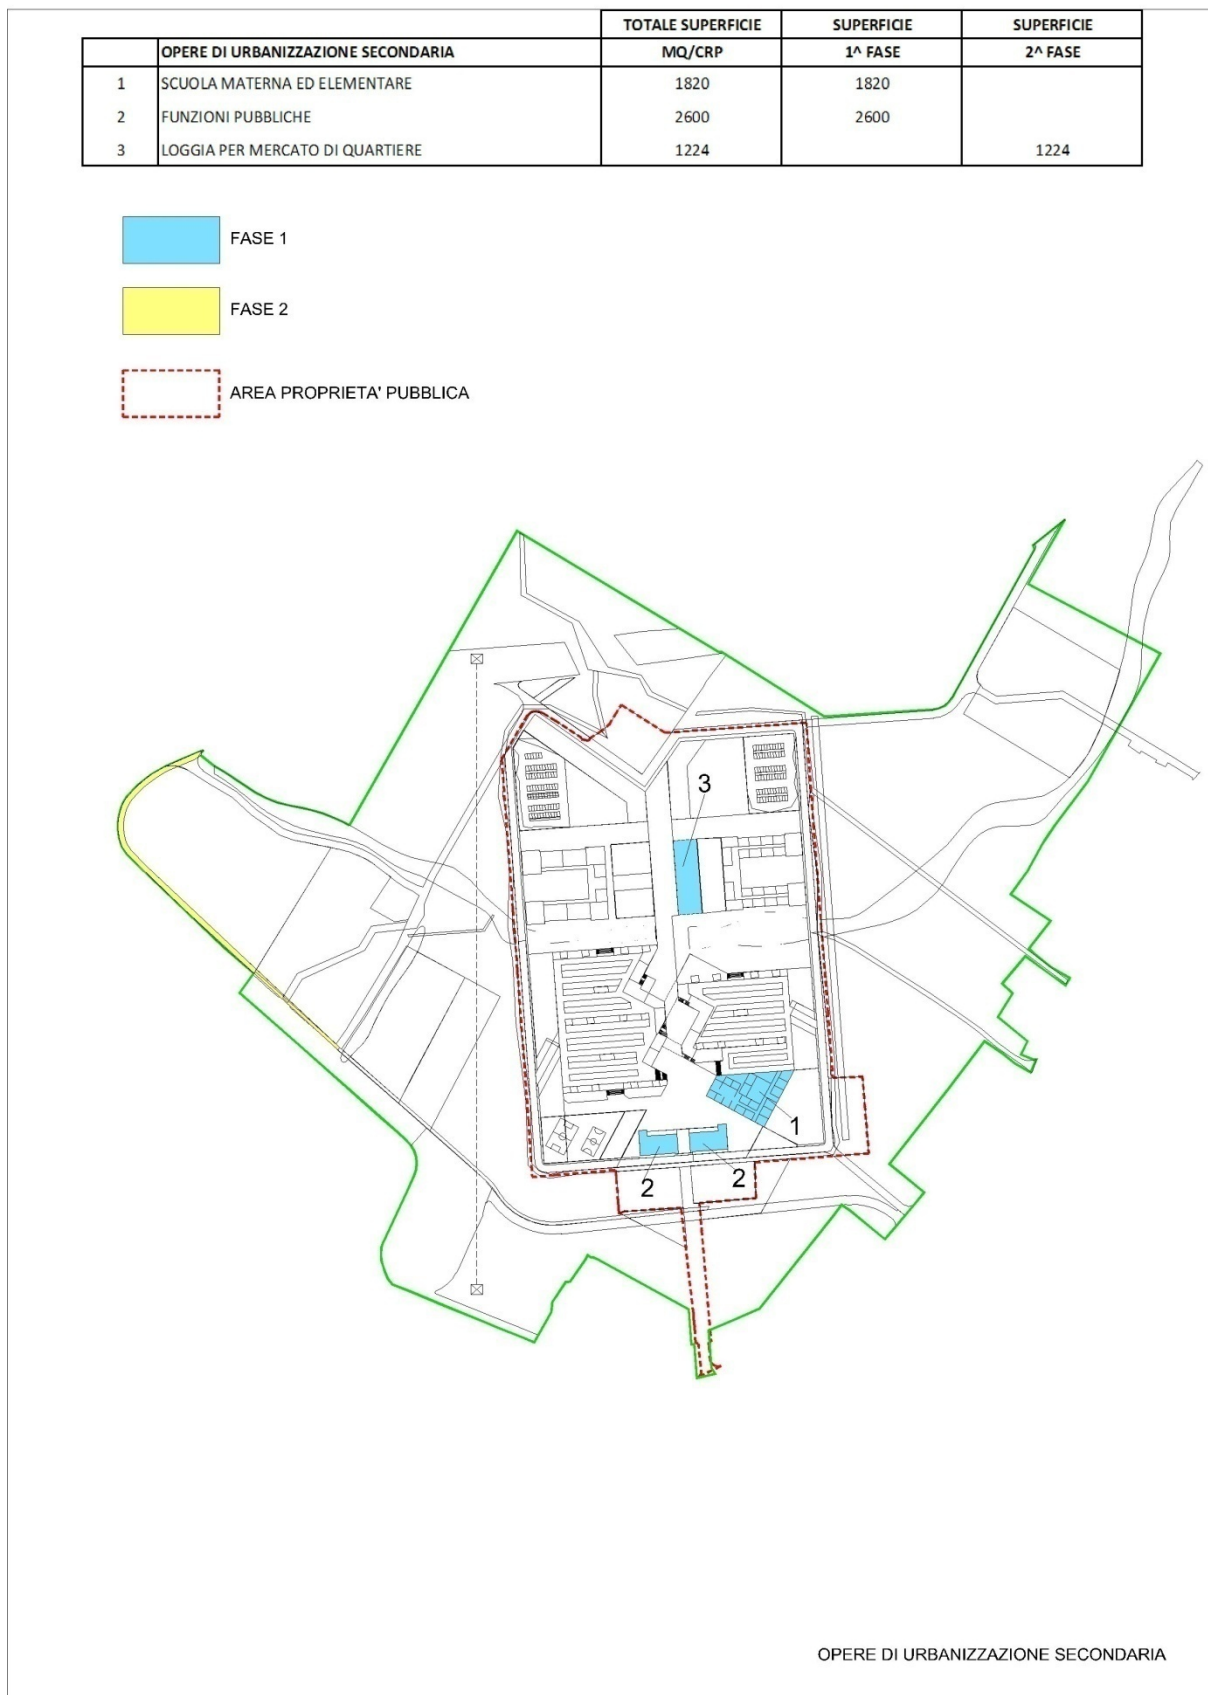 TOTALE SUPERFICIE SUPERFICIE SUPERFICIE
OPERE DI URBANIZZAZIONE SECONDARIA MQ/CRP 1^ FASE 2^ FASE
1 SCUOLA MATERNA ED ELEMENTARE 1820 1820
2 FUNZIONI PUBBLICHE 2600 2600
3 LOGGIA PER MERCATO DI QUARTIERE 1224 1224
FASE 1
FASE 2
AREA PROPRIETA' PUBBLICA
3
1
2
2
OPERE DI URBANIZZAZIONE SECONDARIA